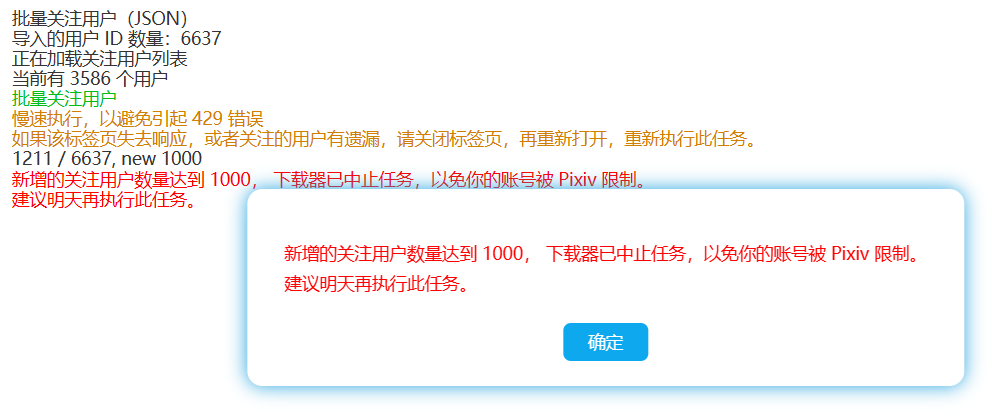 批量关注用户（JSON）
导入的用户 ID 数量：6637
正在加载关注用户列表
当前有 3586 个用户
批量关注用户
慢速执行，以避免引起 429 错误
如果该标签页失去响应，或者关注的用户有遗漏，请关闭标签页，再重新打开，重新执行此任务。
1211 / 6637, new 1000
新增的关注用户数量达到 1000， 下载器已中止任务，以免你的账号被 Pixiv 限制。
建议明天再执行此任务。
新增的关注用户数量达到 1000， 下载器已中止任务，以免你的账号被 Pixiv 限制。
建议明天再执行此任务。
确定